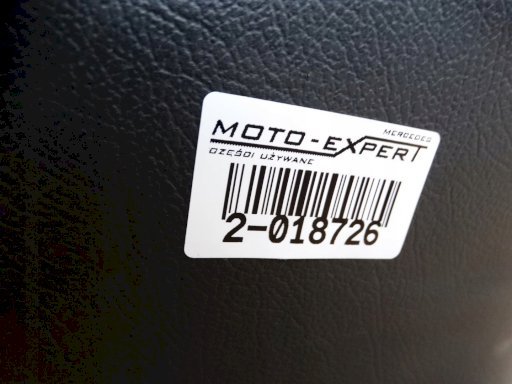 MERCEDES
MOTO-EXPERT
CZĘŚCI UŻYWANE
2-018726